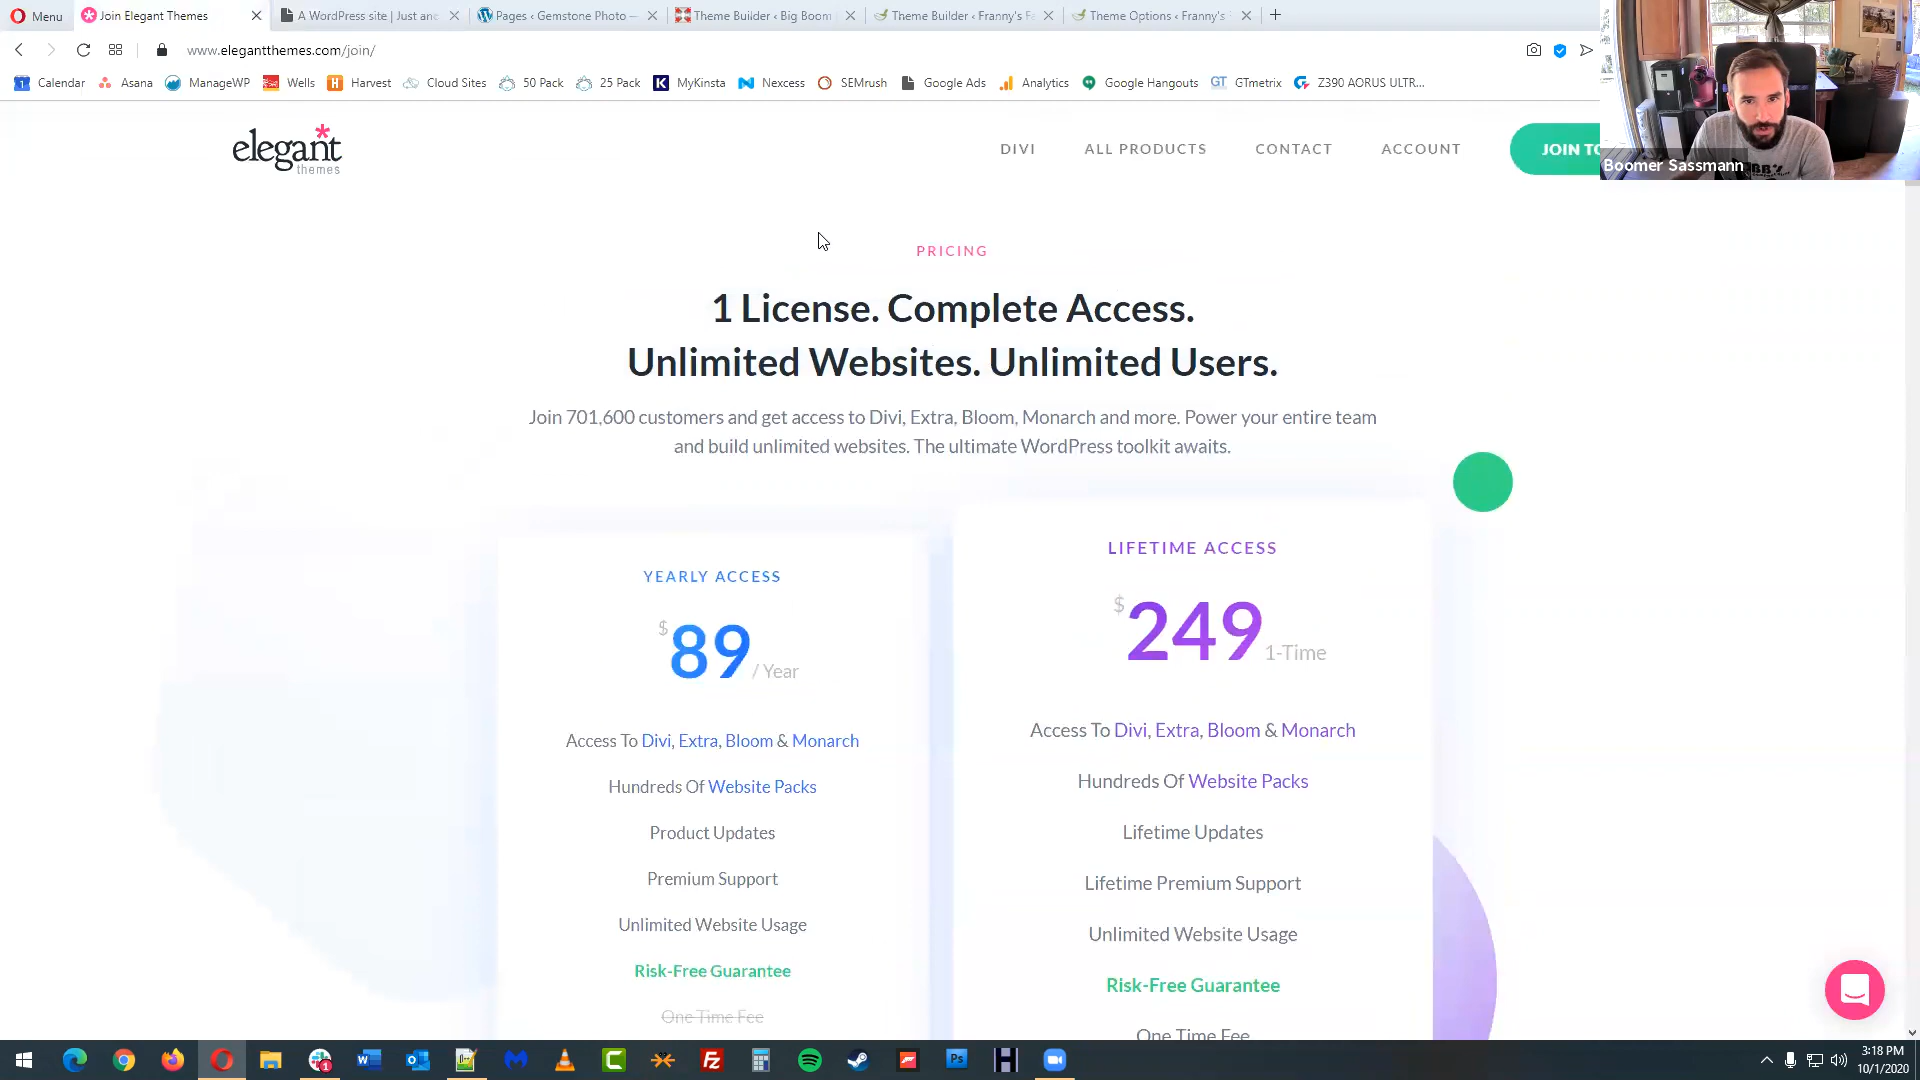 Menu
Join Elegant Themes
A WordPress site | Just an
Pages ‹ Gemstone Photo —
Theme Builder ‹ Big Boom
Theme Builder ‹ Franny's F
Theme Options ‹ Franny's
www.elegantthemes.com/join/
Calendar
Asana
ManageWP
Wells
Harvest
Cloud Sites
50 Pack
25 Pack
MyKinsta
Nexcess
SEMrush
Google Ads
Analytics
Google Hangouts
GT
GTmetrix
Z390 AORUS ULTR...
elegant
themes
DIVI
ALL PRODUCTS
CONTACT
ACCOUNT
JOIN TO
Boomer Sassmann
PRICING
1 License. Complete Access.
Unlimited Websites. Unlimited Users.
Join 701,600 customers and get access to Divi, Extra, Bloom, Monarch and more. Power your entire team
and build unlimited websites. The ultimate WordPress toolkit awaits.
YEARLY ACCESS
$89/ Year
Access To Divi, Extra, Bloom & Monarch
Hundreds Of Website Packs
Product Updates
Premium Support
Unlimited Website Usage
Risk-Free Guarantee
One Time Fee
LIFETIME ACCESS
$249 1-Time
Access To Divi, Extra, Bloom & Monarch
Hundreds Of Website Packs
Lifetime Updates
Lifetime Premium Support
Unlimited Website Usage
Risk-Free Guarantee
One Time Fee
3:18 PM
10/1/2020